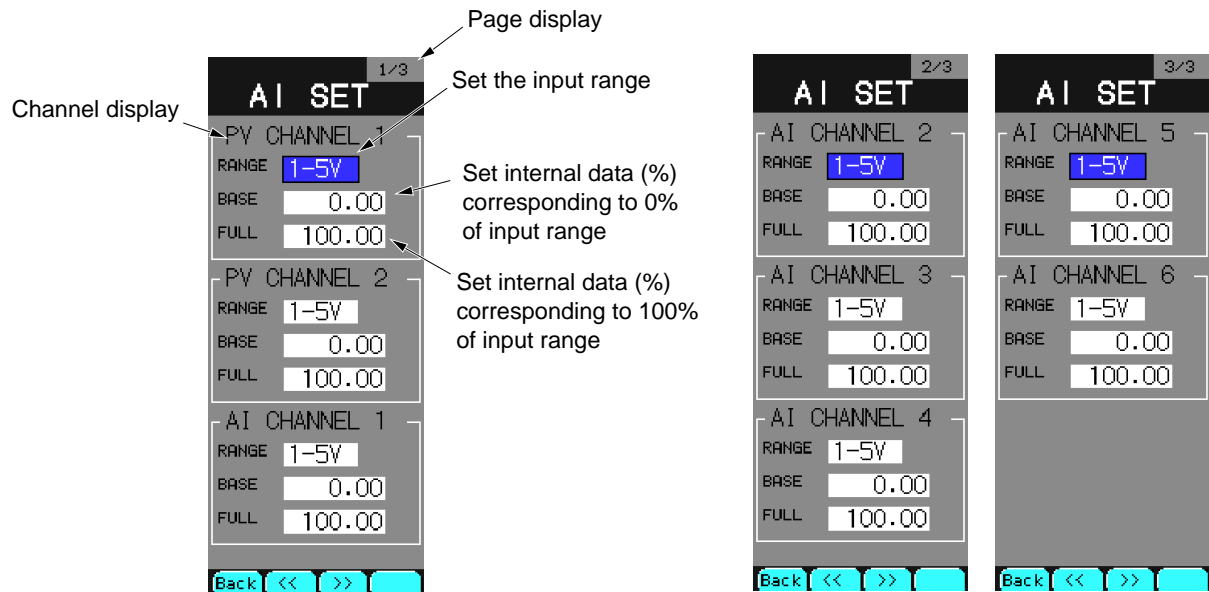 Page display
Set the input range
Channel display
Set internal data (%)
corresponding to 0%
of input range
Set internal data (%)
corresponding to 100%
of input range
1/3
AI SET
PV CHANNEL 1
RANGE 1-5V
BASE 0.00
FULL 100.00
PV CHANNEL 2
RANGE 1-5V
BASE 0.00
FULL 100.00
AI CHANNEL 1
RANGE 1-5V
BASE 0.00
FULL 100.00
Back << >>
2/3
AI SET
AI CHANNEL 2
RANGE 1-5V
BASE 0.00
FULL 100.00
AI CHANNEL 3
RANGE 1-5V
BASE 0.00
FULL 100.00
AI CHANNEL 4
RANGE 1-5V
BASE 0.00
FULL 100.00
Back << >>
3/3
AI SET
AI CHANNEL 5
RANGE 1-5V
BASE 0.00
FULL 100.00
AI CHANNEL 6
RANGE 1-5V
BASE 0.00
FULL 100.00
Back << >>